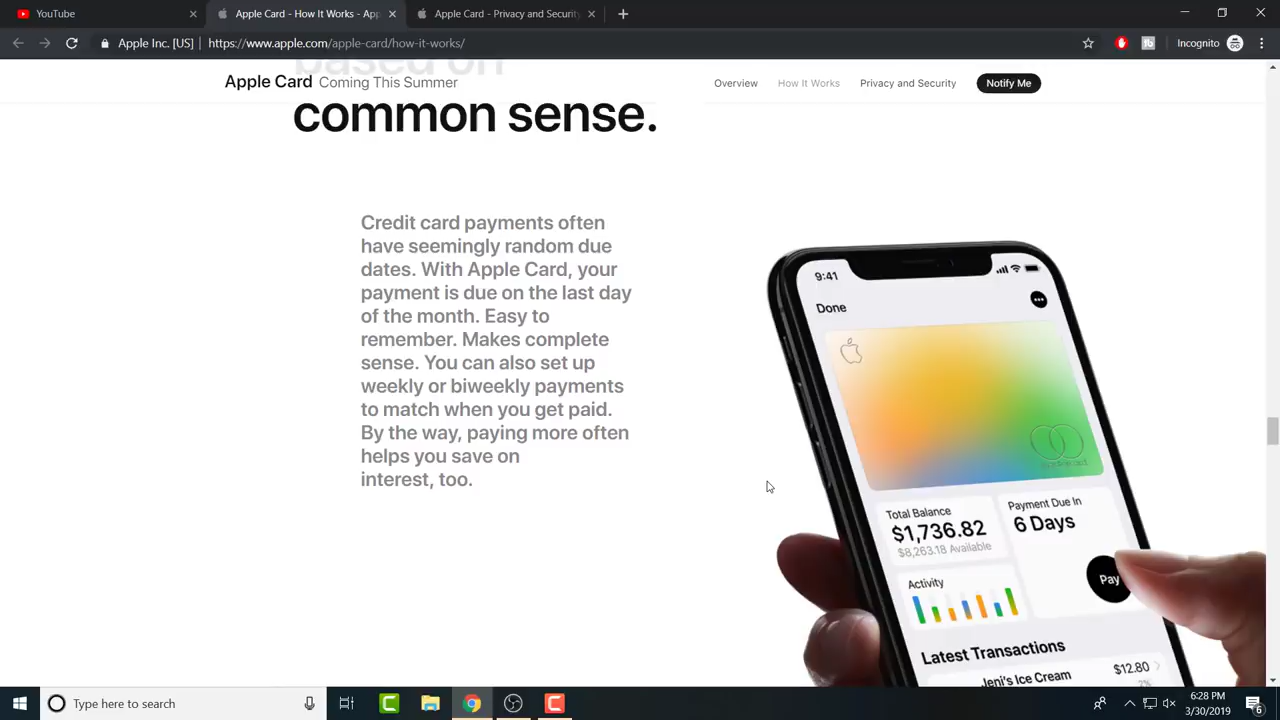 YouTube
Apple Card - How It Works - Ap
Apple Card - Privacy and Security
Apple Inc. [US]
https://www.apple.com/apple-card/how-it-works/
Incognito
based on
Apple Card Coming This Summer
Overview
How It Works
Privacy and Security
Notify Me
common sense.
Credit card payments often
have seemingly random due
dates. With Apple Card, your
payment is due on the last day
of the month. Easy to
remember. Makes complete
sense. You can also set up
weekly or biweekly payments
to match when you get paid.
By the way, paying more often
helps you save on
interest, too.
9:41
Done
Total Balance
$1,736.82
$8,263.18 Available
Payment Due In
6 Days
Pay
Activity
Latest Transactions
Jeni's Ice Cream
$12.80
2%
Type here to search
6:28 PM
3/30/2019
6